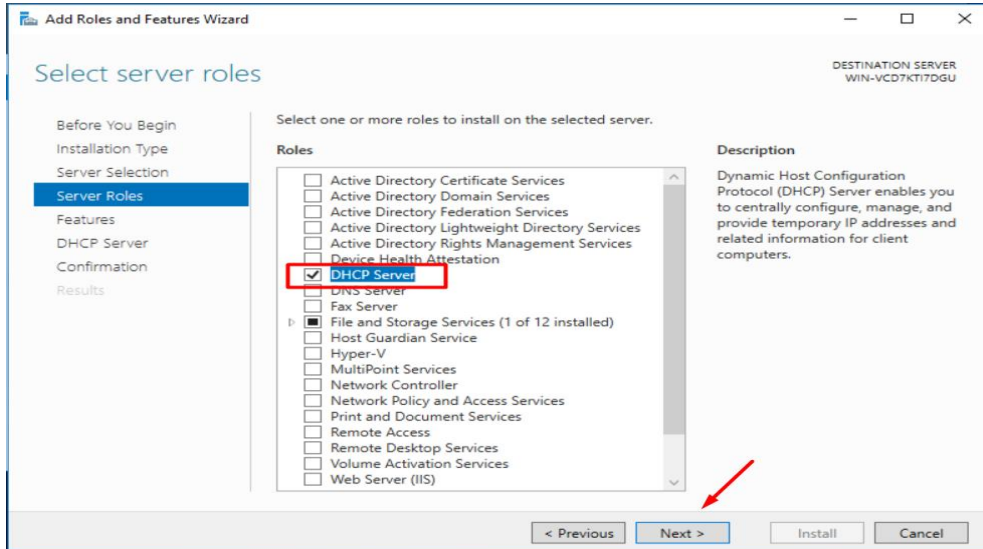 Add Roles and Features Wizard
Select server roles
DESTINATION SERVER
WIN-VCD7KTI7DGU
Before You Begin
Installation Type
Server Selection
Server Roles
Features
DHCP Server
Confirmation
Results
Select one or more roles to install on the selected server.
Roles
Active Directory Certificate Services
Active Directory Domain Services
Active Directory Federation Services
Active Directory Lightweight Directory Services
Active Directory Rights Management Services
Device Health Attestation
DHCP Server
DNS Server
Fax Server
File and Storage Services (1 of 12 installed)
Host Guardian Service
Hyper-V
MultiPoint Services
Network Controller
Network Policy and Access Services
Print and Document Services
Remote Access
Remote Desktop Services
Volume Activation Services
Web Server (IIS)
Description
Dynamic Host Configuration
Protocol (DHCP) Server enables you
to centrally configure, manage, and
provide temporary IP addresses and
related information for client
computers.
< Previous
Next >
Install
Cancel